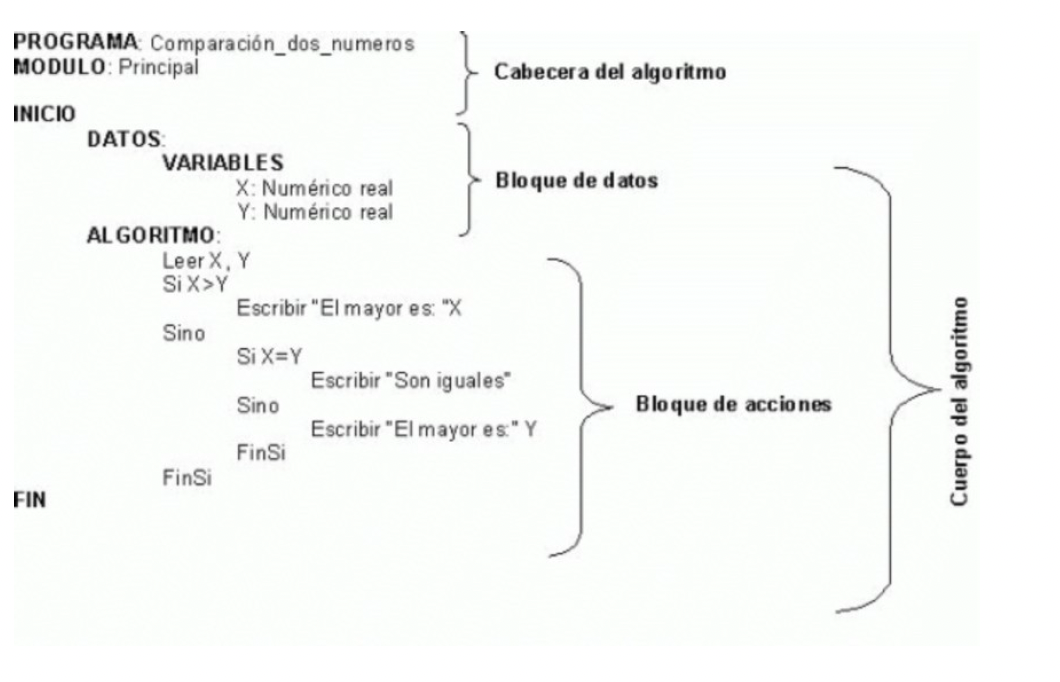 PROGRAMA: Comparación_dos_numeros
MODULO: Principal
Cabecera del algoritmo
INICIO
DATOS:
VARIABLES
X: Numérico real
Y: Numérico real
Bloque de datos
ALGORITMO:
Leer X, Y
Si X>Y
Escribir "El mayor es: "X
Sino
Si X=Y
Escribir "Son iguales"
Sino
Escribir "El mayor es:" Y
FinSi
FinSi
Bloque de acciones
FIN
Cuerpo del algoritmo